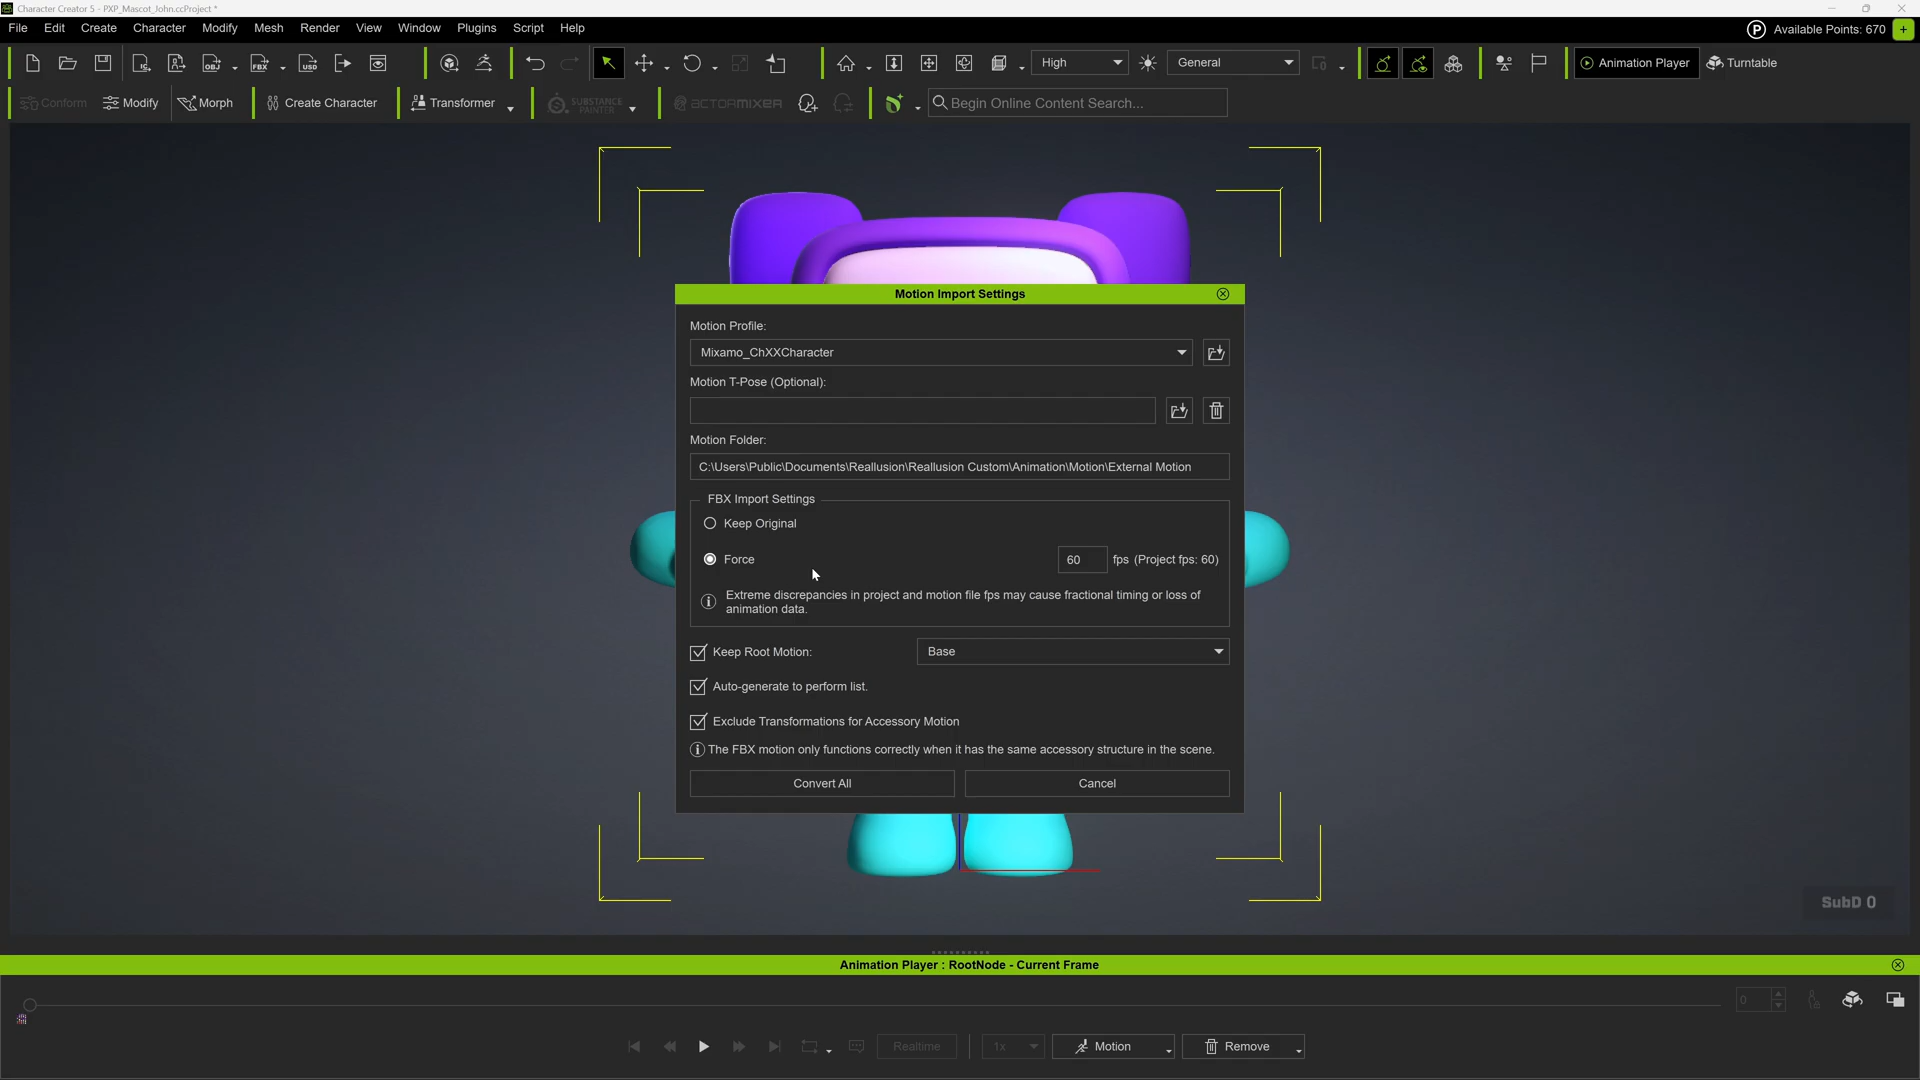 Character Creator 5 - PXP_Mascot_John.ccProject *
File Edit Create Character Modify Mesh Render View Window Plugins Script Help
Available Points: 670
High
General
Animation Player
Turntable
Conform
Modify
Morph
Create Character
Transformer
SUBSTANCE
PAINTER
ACTORMIXER
Begin Online Content Search...
Motion Import Settings
Motion Profile:
Mixamo_ChXXCharacter
Motion T-Pose (Optional):
Motion Folder:
C:\Users\Public\Documents\Reallusion\Reallusion Custom\Animation\Motion\External Motion
FBX Import Settings
Keep Original
Force
60
fps (Project fps: 60)
Extreme discrepancies in project and motion file fps may cause fractional timing or loss of
animation data.
Keep Root Motion:
Base
Auto-generate to perform list.
Exclude Transformations for Accessory Motion
The FBX motion only functions correctly when it has the same accessory structure in the scene.
Convert All
Cancel
SubD 0
Animation Player : RootNode - Current Frame
0
Realtime
1x
Motion
Remove